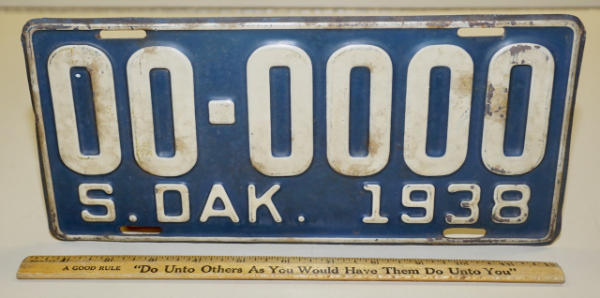 00-0000
S. DAK. 1938
A GOOD RULE "Do Unto Others As You Would Have Them Do Unto You"